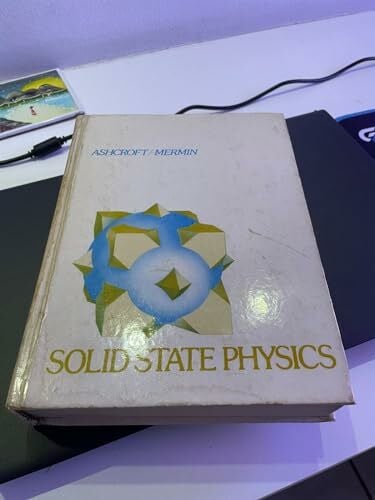 ASHCROFT/MERMIN
SOLID STATE PHYSICS